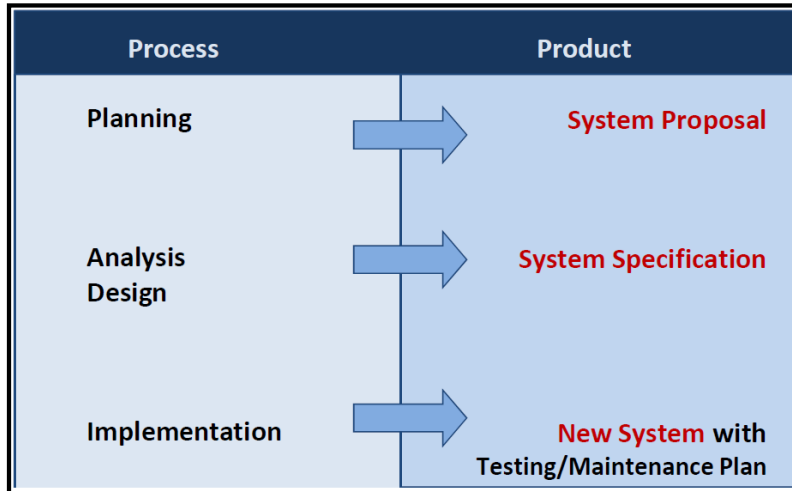 Process
Product
Planning
System Proposal
Analysis
Design
System Specification
Implementation
New System with
Testing/Maintenance Plan